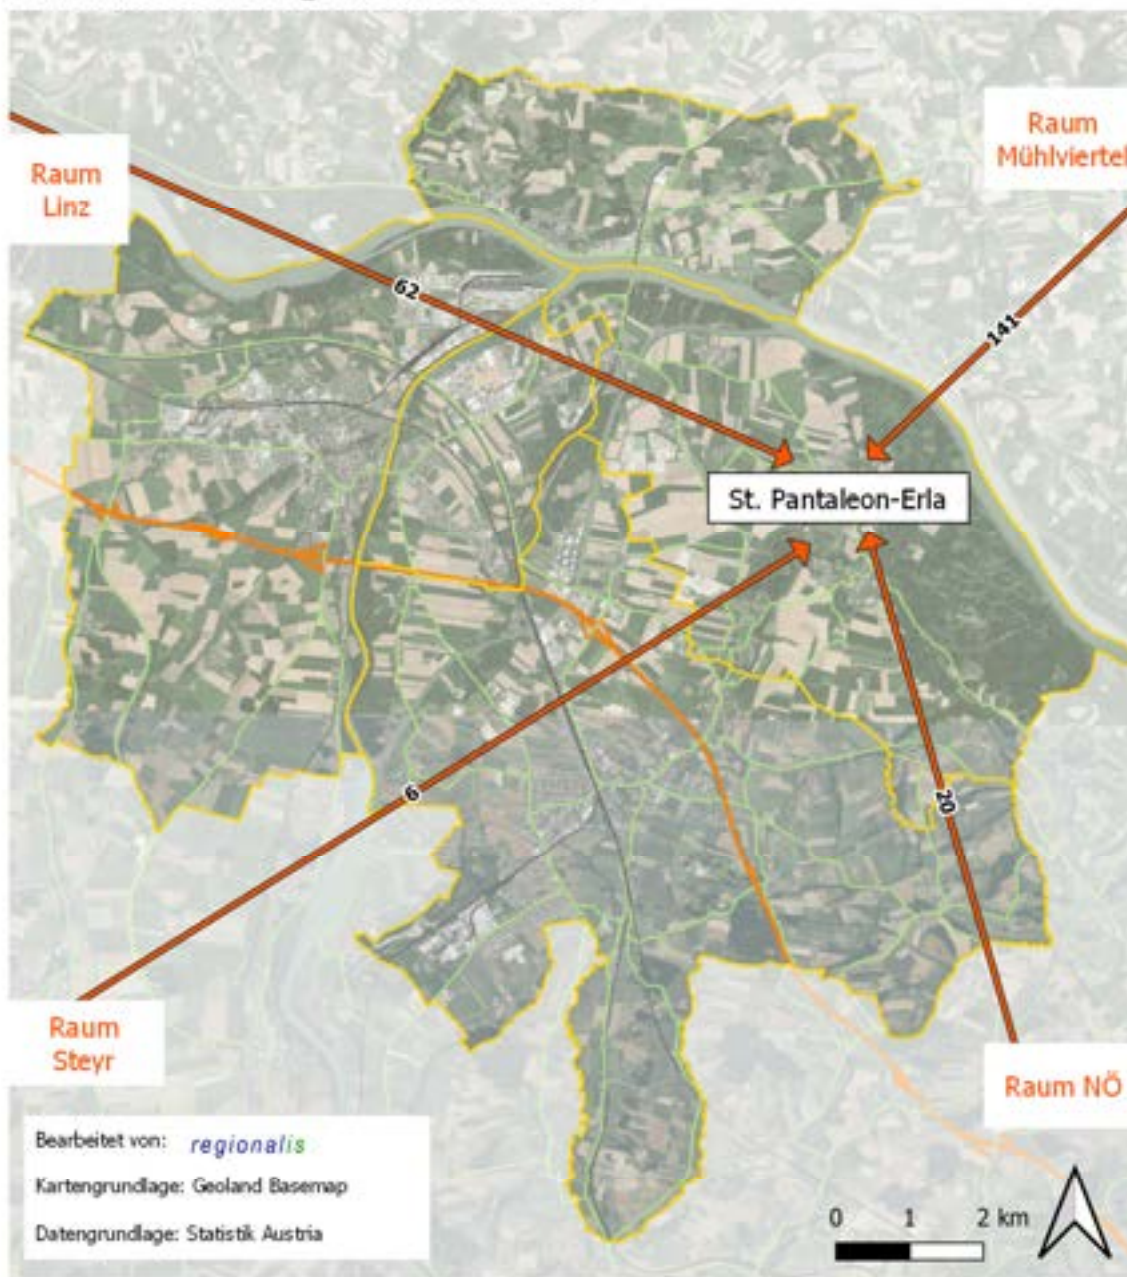 Raum
Linz
Raum
Mühlviertel
62
141
St. Pantaleon-Erla
6
20
Raum
Steyr
Raum NÖ
Bearbeitet von: regionalis
Kartengrundlage: Geoland Basemap
Datengrundlage: Statistik Austria
0 1 2 km